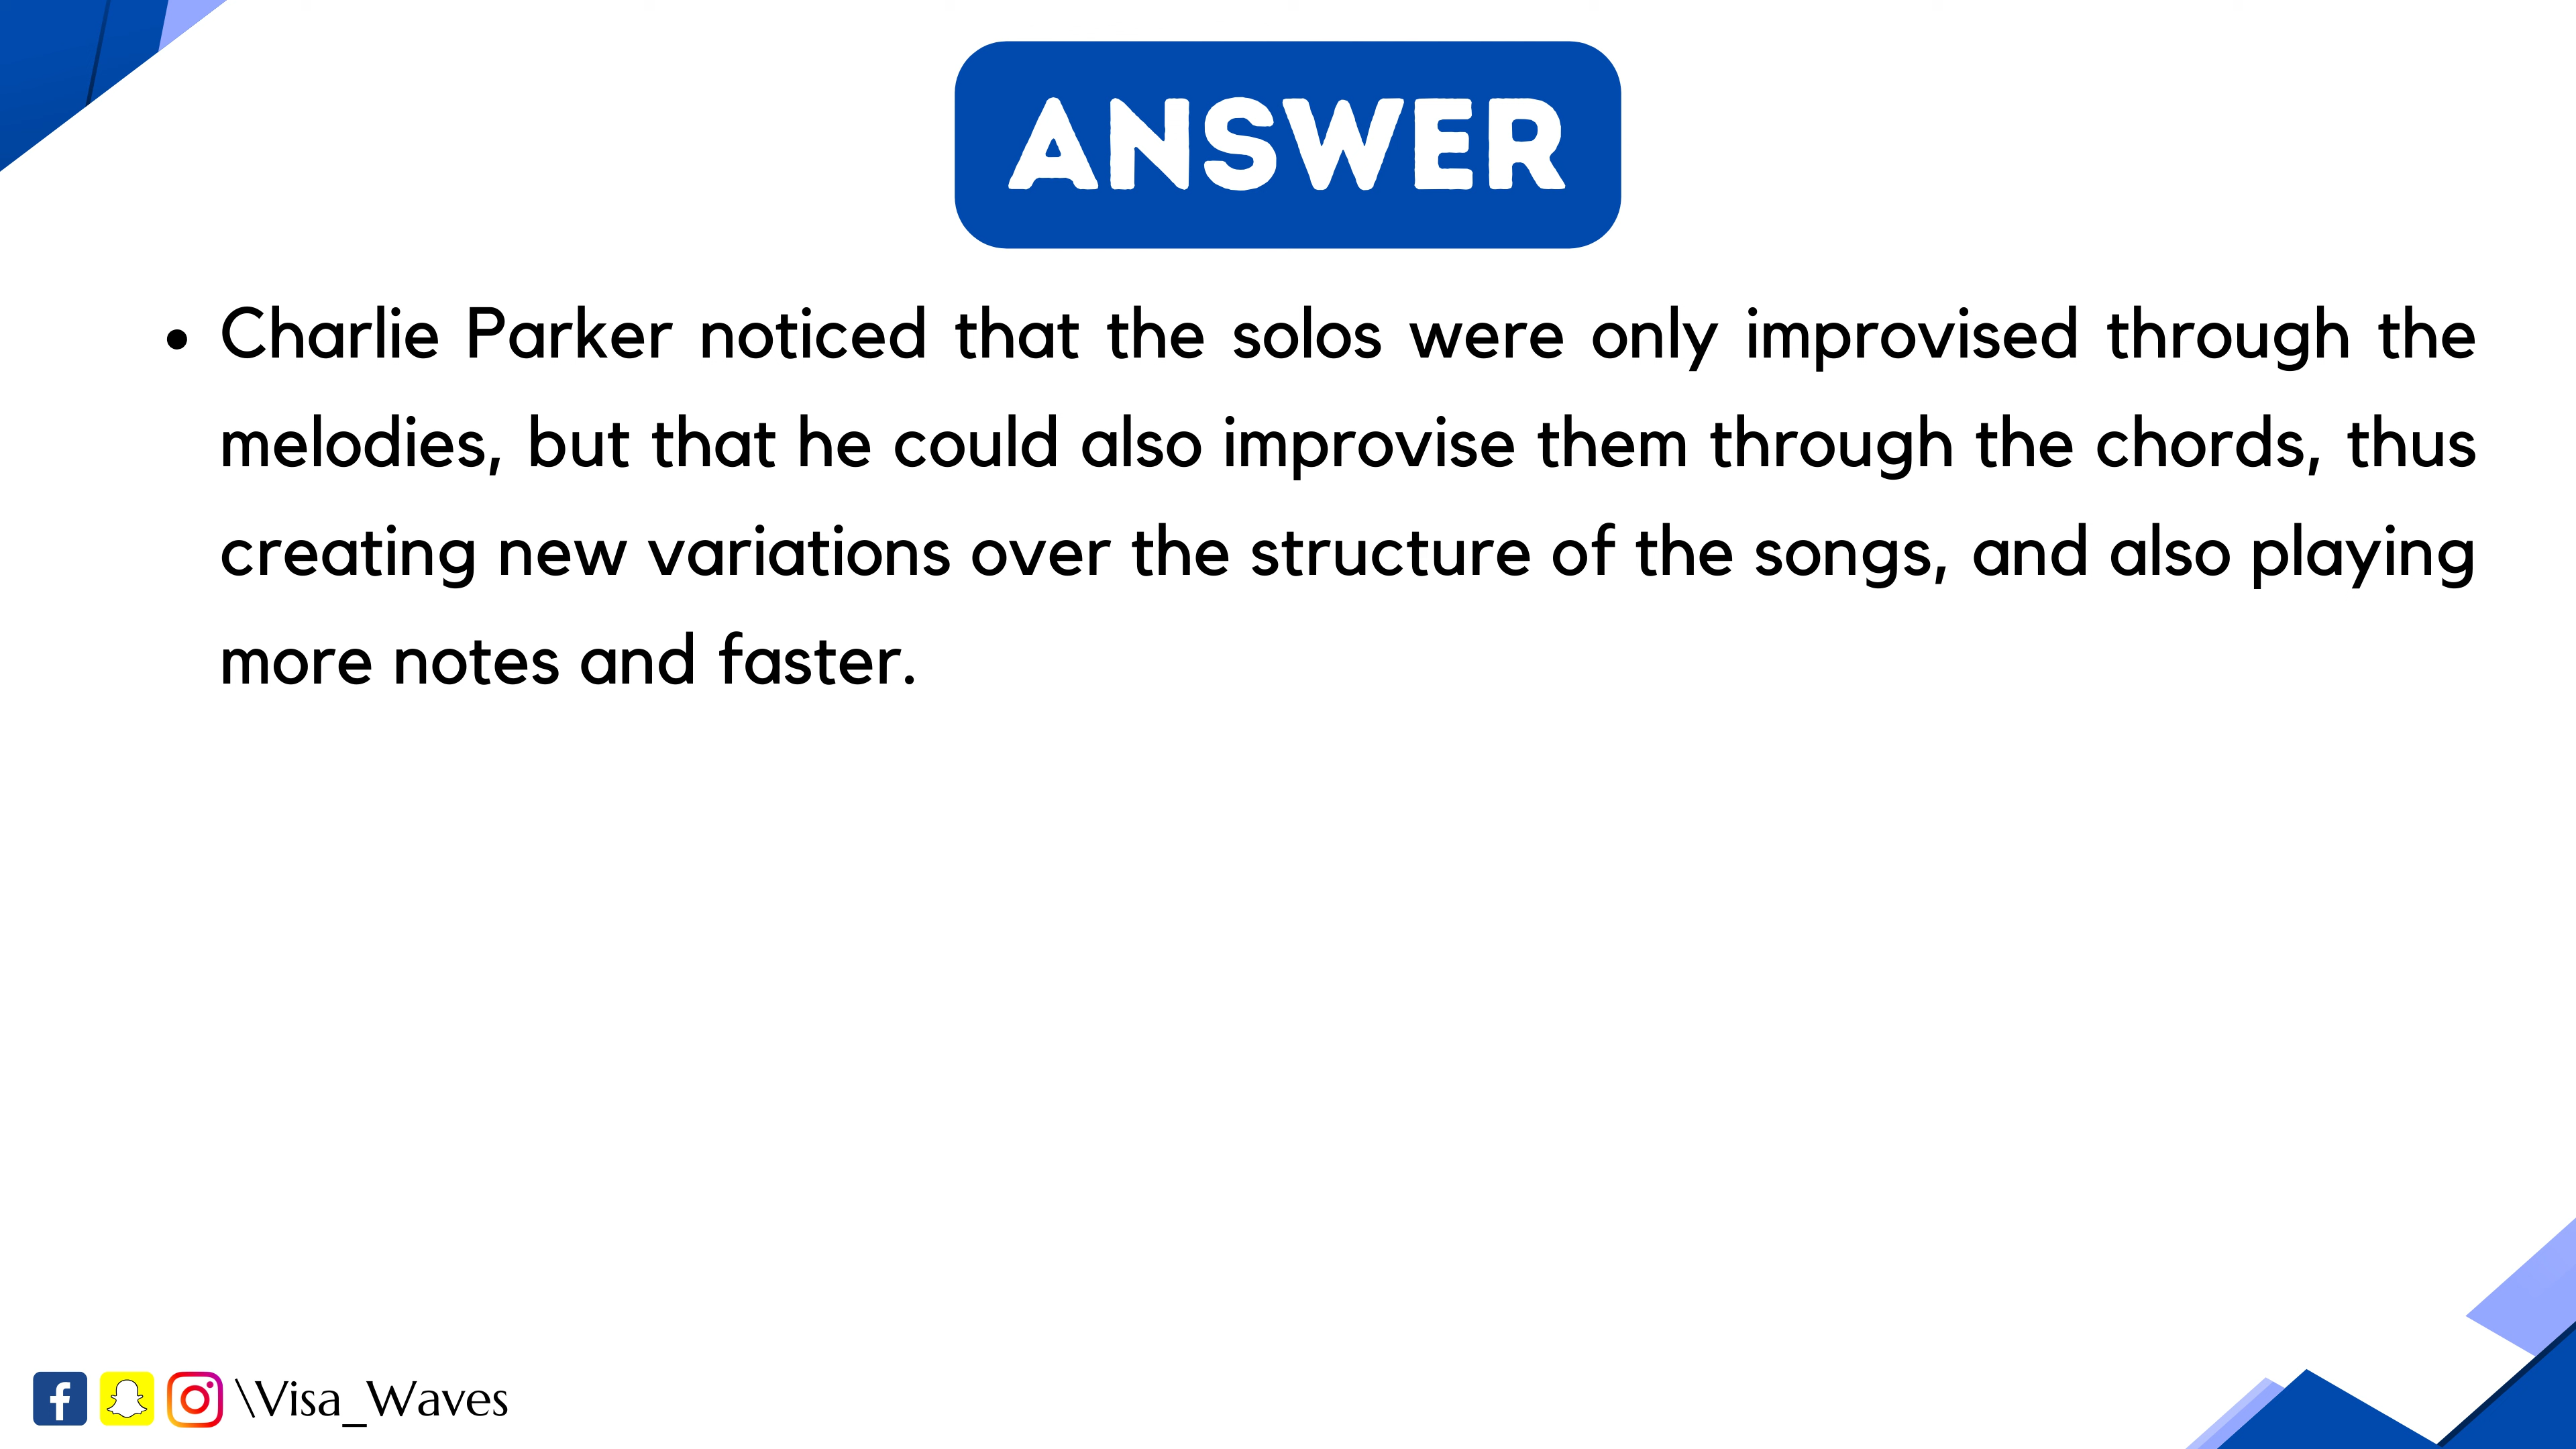 ANSWER
• Charlie Parker noticed that the solos were only improvised through the
melodies, but that he could also improvise them through the chords, thus
creating new variations over the structure of the songs, and also playing
more notes and faster.
\Visa_Waves